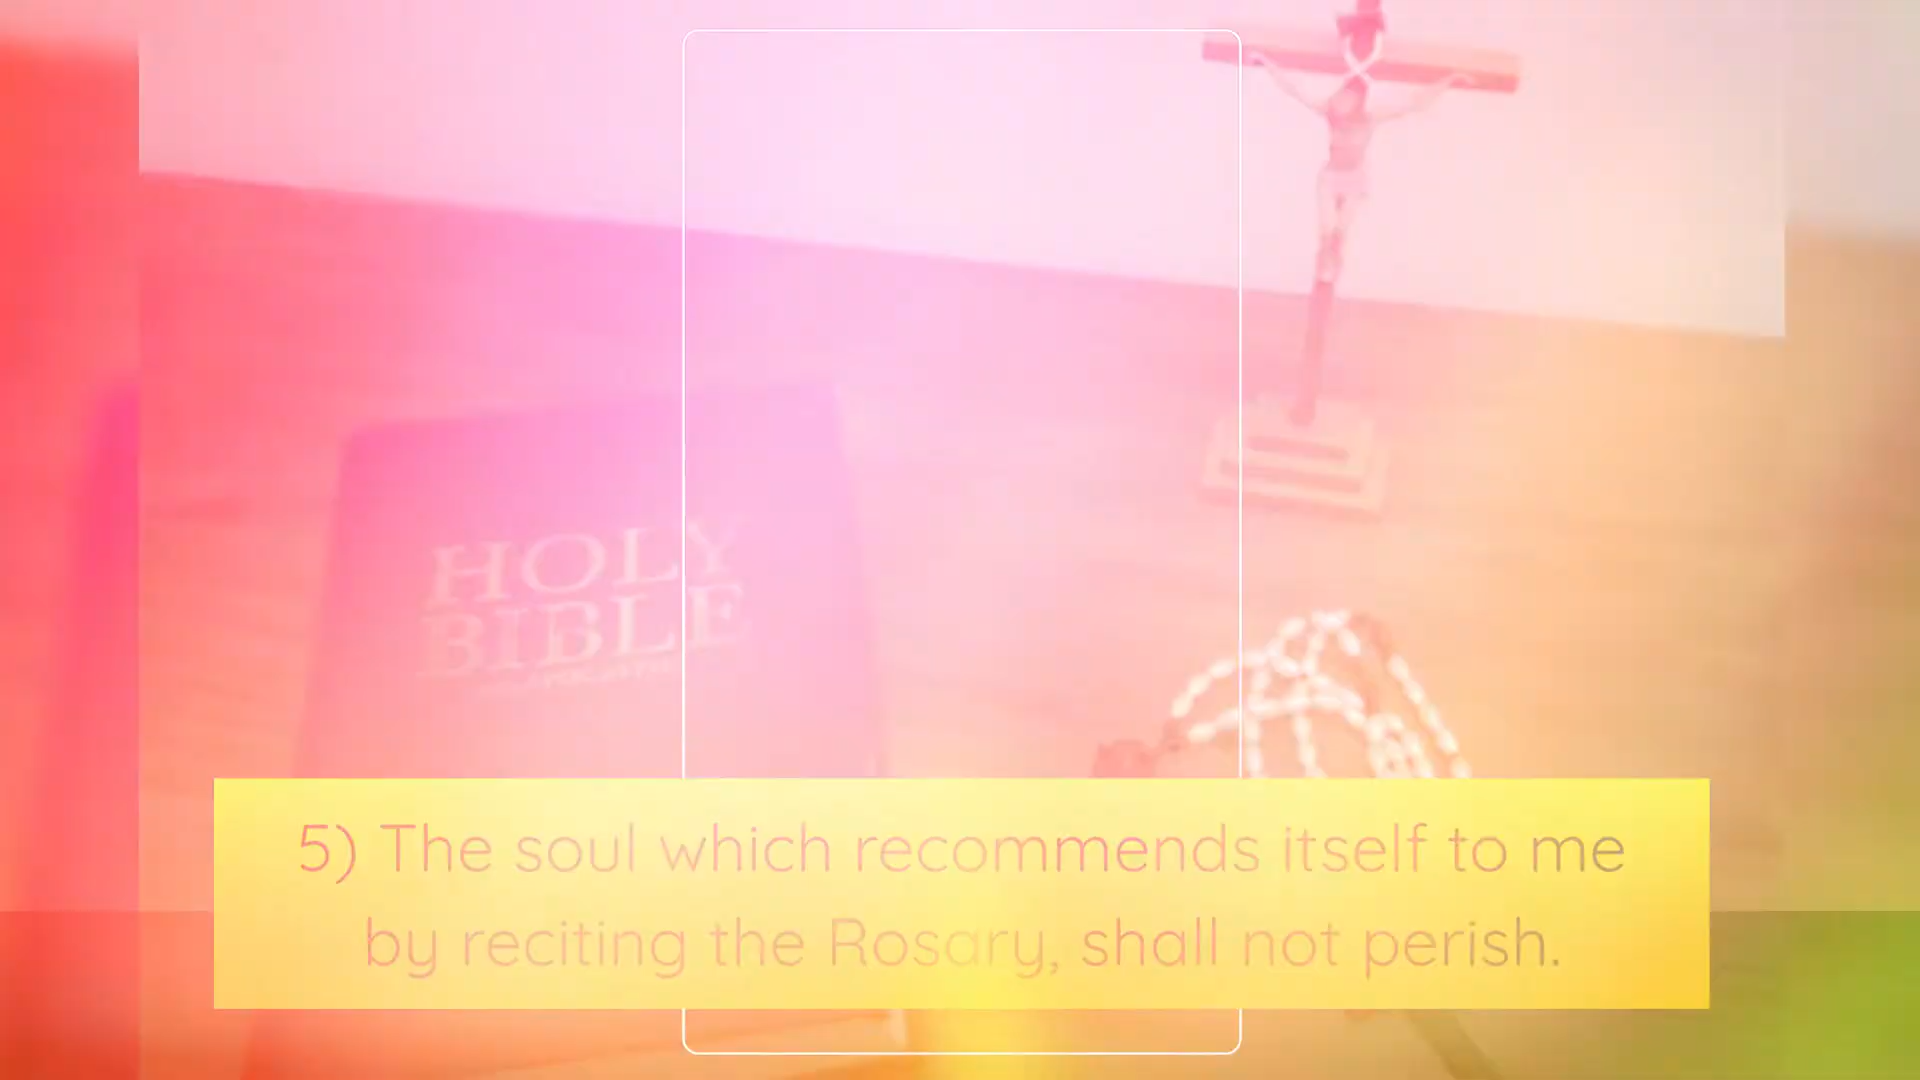 HOLY
BIBLE
5) The soul which recommends itself to me
by reciting the Rosary, shall not perish.